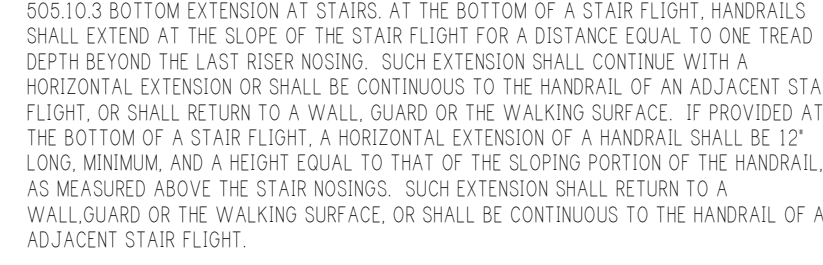 505.10.3 BOTTOM EXTENSION AT STAIRS. AT THE BOTTOM OF A STAIR FLIGHT, HANDRAILS
SHALL EXTEND AT THE SLOPE OF THE STAIR FLIGHT FOR A DISTANCE EQUAL TO ONE TREAD
DEPTH BEYOND THE LAST RISER NOSING. SUCH EXTENSION SHALL CONTINUE WITH A
HORIZONTAL EXTENSION OR SHALL BE CONTINUOUS TO THE HANDRAIL OF AN ADJACENT STA
FLIGHT, OR SHALL RETURN TO A WALL, GUARD OR THE WALKING SURFACE. IF PROVIDED AT
THE BOTTOM OF A STAIR FLIGHT, A HORIZONTAL EXTENSION OF A HANDRAIL SHALL BE 12"
LONG, MINIMUM, AND A HEIGHT EQUAL TO THAT OF THE SLOPING PORTION OF THE HANDRAIL,
AS MEASURED ABOVE THE STAIR NOSINGS. SUCH EXTENSION SHALL RETURN TO A
WALL,GUARD OR THE WALKING SURFACE, OR SHALL BE CONTINUOUS TO THE HANDRAIL OF A
ADJACENT STAIR FLIGHT.